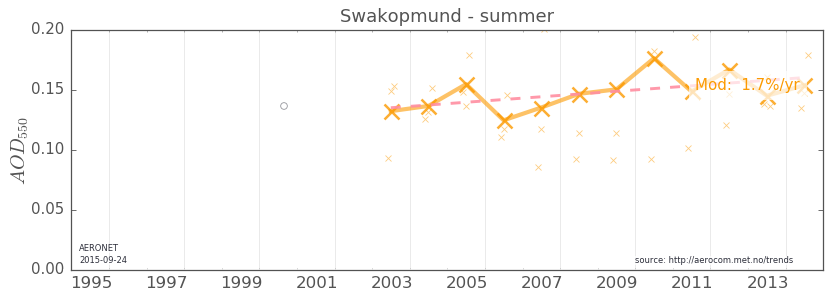 Swakopmund - summer
0.20
0.15
0.10
0.05
0.00
AOD550
Mod: 1.7%/yr
AERONET
2015-09-24
source: http://aerocom.met.no/trends
1995 1997 1999 2001 2003 2005 2007 2009 2011 2013